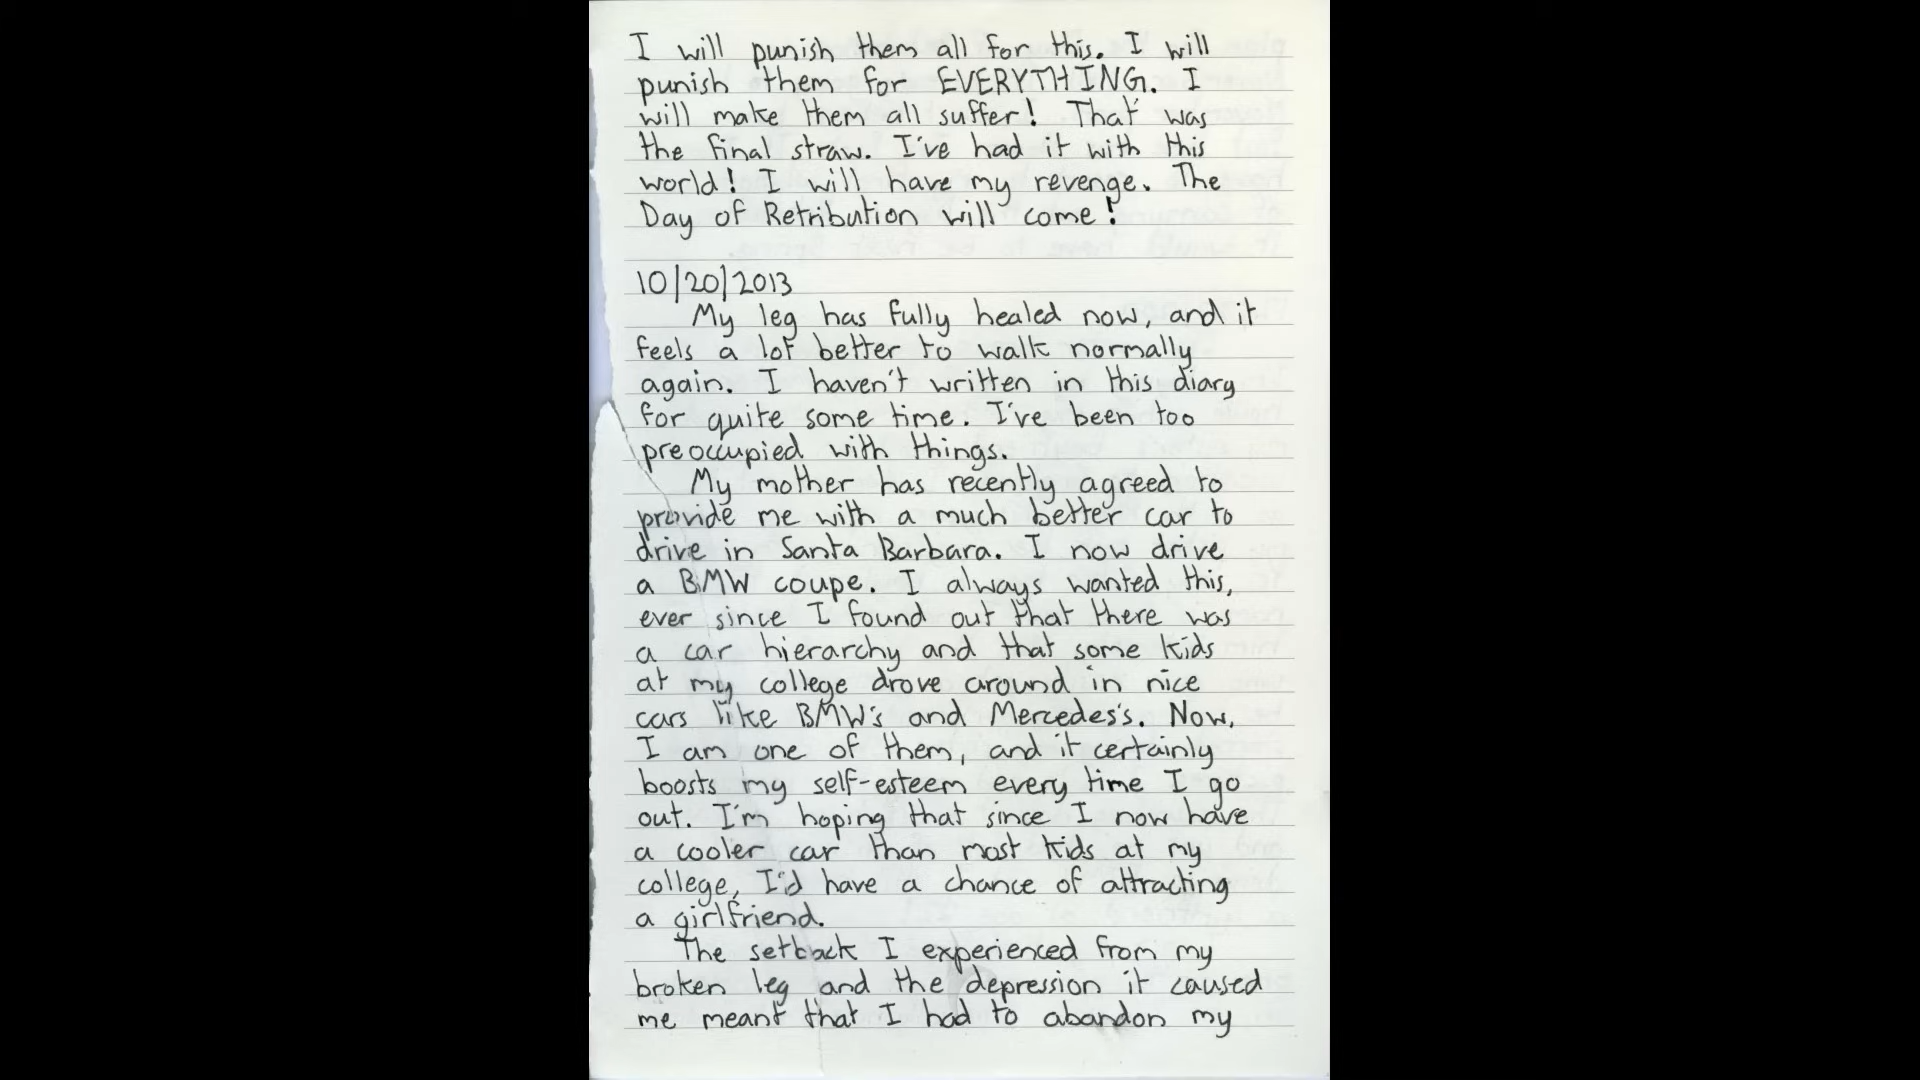 I will punish them all for this. I will
punish them for EVERYTHING. I
will make them all suffer! That was
the final straw. I've had it with this
world! I will have my revenge. The
Day of Retribution will come!
10/20/2013
My leg has fully healed now, and it
feels a lot better to walk normally
again. I haven't written in this diary
for quite some time. I've been too
preoccupied with things.
My mother has recently agreed to
provide me with a much better car to
drive in Santa Barbara. I now drive
a BMW coupe. I always wanted this,
ever since I found out that there was
a car hierarchy and that some kids
at my college drove around in nice
cars like BMW's and Mercedes's. Now,
I am one of them, and it certainly
boosts my self-esteem every time I go
out. I'm hoping that since I now have
a cooler car than most kids at my
college, I'd have a chance of attracting
a girlfriend.
The setback I experienced from my
broken leg and the depression it caused
me meant that I had to abandon my